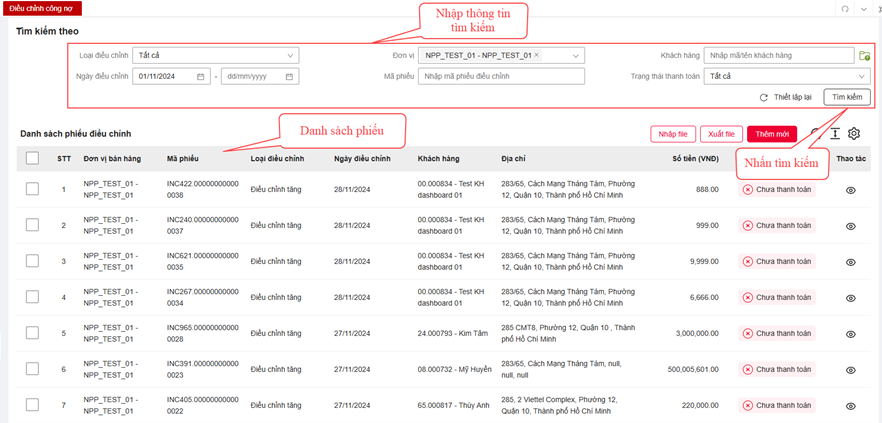 Điều chỉnh công nợ
Nhập thông tin
tìm kiếm
Tìm kiếm theo
Loại điều chỉnh Tất cả Đơn vị NPP_TEST_01 - NPP_TEST_01 × Khách hàng Nhập mã/tên khách hàng
Ngày điều chỉnh 01/11/2024 - dd/mm/yyyy Mã phiếu Nhập mã phiếu điều chỉnh Trạng thái thanh toán Tất cả
Thiết lập lại Tìm kiếm
Danh sách phiếu
Danh sách phiếu điều chỉnh Nhập file Xuất file Thêm mới
Nhấn tìm kiếm
STT Đơn vị bán hàng Mã phiếu Loại điều chỉnh Ngày điều chỉnh Khách hàng Địa chỉ Số tiền (VNĐ) Thao tác
1 NPP_TEST_01 - INC422.00000000000 Điều chỉnh tăng 28/11/2024 00.000834 - Test KH 283/65, Cách Mạng Tháng Tám, Phường 888.00 Chưa thanh toán
NPP_TEST_01 0038 dashboard 01 12, Quận 10, Thành phố Hồ Chí Minh
2 NPP_TEST_01 - INC240.00000000000 Điều chỉnh tăng 28/11/2024 00.000834 - Test KH 283/65, Cách Mạng Tháng Tám, Phường 999.00 Chưa thanh toán
NPP_TEST_01 0037 dashboard 01 12, Quận 10, Thành phố Hồ Chí Minh
3 NPP_TEST_01 - INC621.00000000000 Điều chỉnh tăng 28/11/2024 00.000834 - Test KH 283/65, Cách Mạng Tháng Tám, Phường 9,999.00 Chưa thanh toán
NPP_TEST_01 0035 dashboard 01 12, Quận 10, Thành phố Hồ Chí Minh
4 NPP_TEST_01 - INC267.00000000000 Điều chỉnh tăng 28/11/2024 00.000834 - Test KH 283/65, Cách Mạng Tháng Tám, Phường 6,666.00 Chưa thanh toán
NPP_TEST_01 0034 dashboard 01 12, Quận 10, Thành phố Hồ Chí Minh
5 NPP_TEST_01 - INC965.00000000000 Điều chỉnh tăng 27/11/2024 24.000793 - Kim Tâm 285 CMT8, Phường 12, Quận 10 , Thành 3,000,000.00 Chưa thanh toán
NPP_TEST_01 0028 phố Hồ Chí Minh
6 NPP_TEST_01 - INC391.00000000000 Điều chỉnh tăng 27/11/2024 08.000732 - Mỹ Huyền 283/65, Cách Mạng Tháng Tám, null, 500,005,601.00 Chưa thanh toán
NPP_TEST_01 0023 null, null
7 NPP_TEST_01 - INC405.00000000000 Điều chỉnh tăng 27/11/2024 65.000817 - Thúy Anh 285, 2 Viettel Complex, Phường 12, 220,000.00 Chưa thanh toán
NPP_TEST_01 0022 Quận 10, Thành phố Hồ Chí Minh